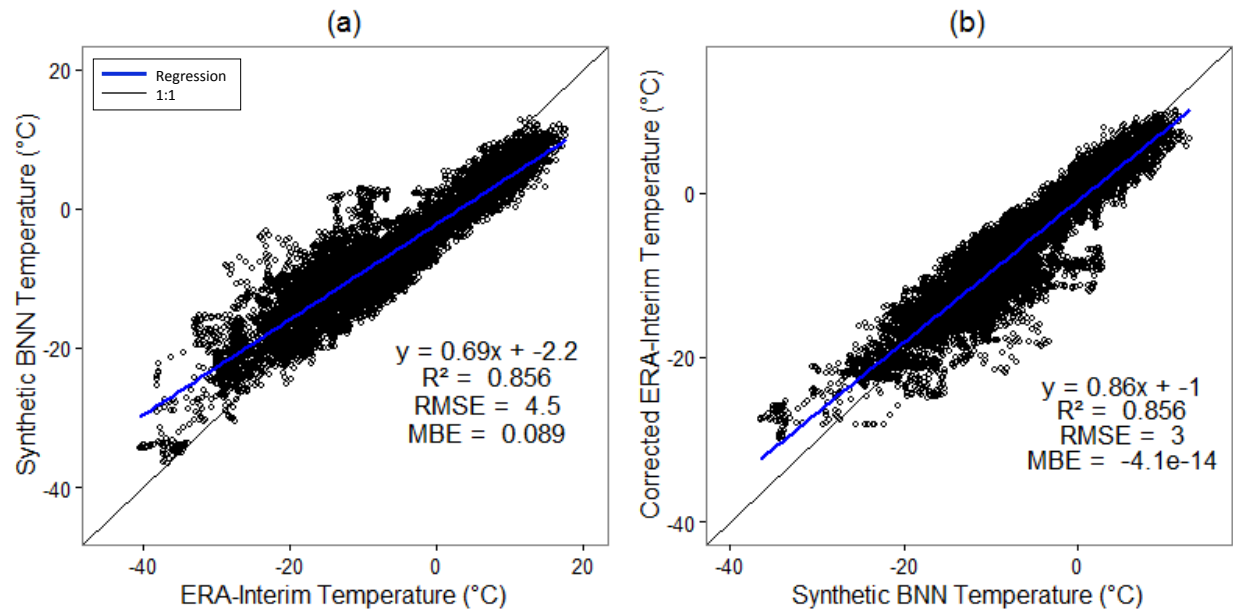 (a)
Regression
1:1
Synthetic BNN Temperature (°C)
20
0
-20
-40
y = 0.69x + -2.2
R² = 0.856
RMSE = 4.5
MBE = 0.089
-40
-20
0
20
ERA-Interim Temperature (°C)
(b)
Corrected ERA-Interim Temperature (°C)
0
-20
-40
y = 0.86x + -1
R² = 0.856
RMSE = 3
MBE = -4.1e-14
-40
-20
0
Synthetic BNN Temperature (°C)